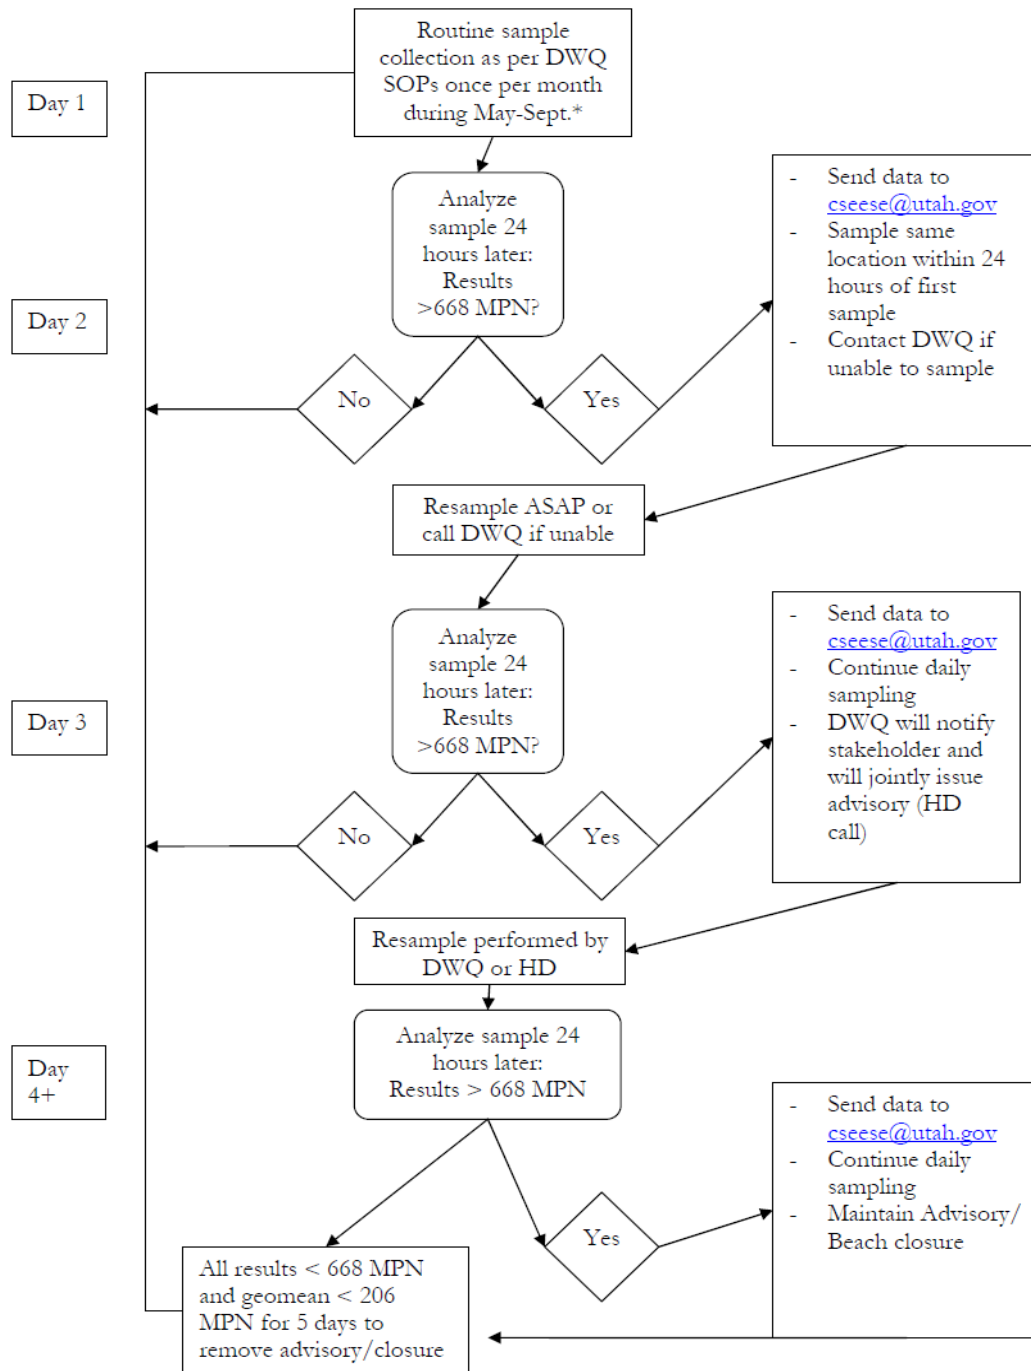 Routine sample
collection as per DWQ
SOPs once per month
during May-Sept.*
Day 1
Analyze
sample 24
hours later:
Results
>668 MPN?
- Send data to
cseese@utah.gov
- Sample same
location within 24
hours of first
sample
- Contact DWQ if
unable to sample
Day 2
No
Yes
Resample ASAP or
call DWQ if unable
Analyze
sample 24
hours later:
Results
>668 MPN?
- Send data to
cseese@utah.gov
- Continue daily
sampling
- DWQ will notify
stakeholder and
will jointly issue
advisory (HD
call)
Day 3
No
Yes
Resample performed by
DWQ or HD
Analyze sample 24
hours later:
Results > 668 MPN
Day
4+
- Send data to
cseese@utah.gov
- Continue daily
sampling
- Maintain Advisory/
Beach closure
Yes
All results < 668 MPN
and geomean < 206
MPN for 5 days to
remove advisory/closure